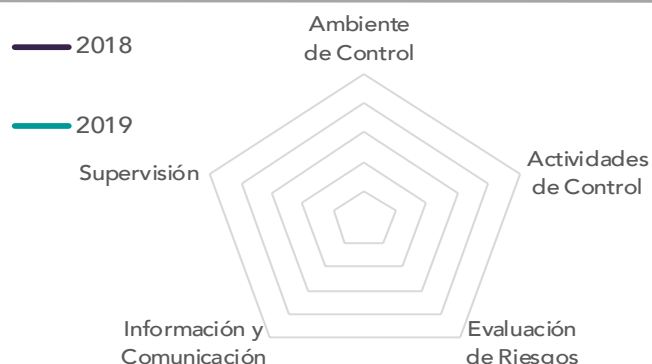 2018
2019
Ambiente
de Control
Supervisión
Actividades
de Control
Información y
Comunicación
Evaluación
de Riesgos